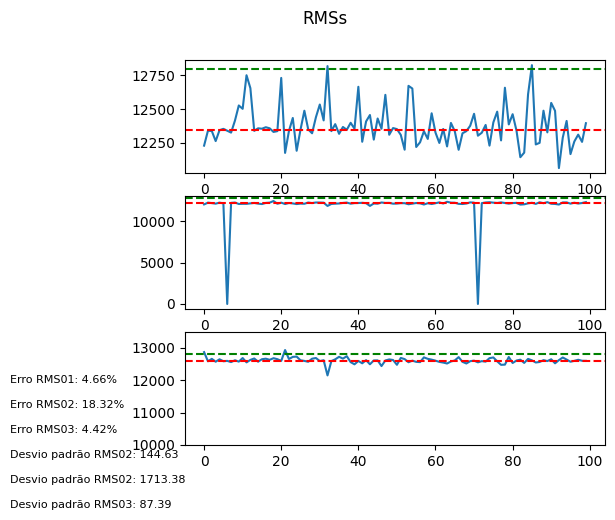 RMSs
12750
12500
12250
0 20 40 60 80 100
10000
5000
0
0 20 40 60 80 100
13000
12000
11000
10000
0 20 40 60 80 100
Erro RMS01: 4.66%
Erro RMS02: 18.32%
Erro RMS03: 4.42%
Desvio padrão RMS02: 144.63
Desvio padrão RMS02: 1713.38
Desvio padrão RMS03: 87.39